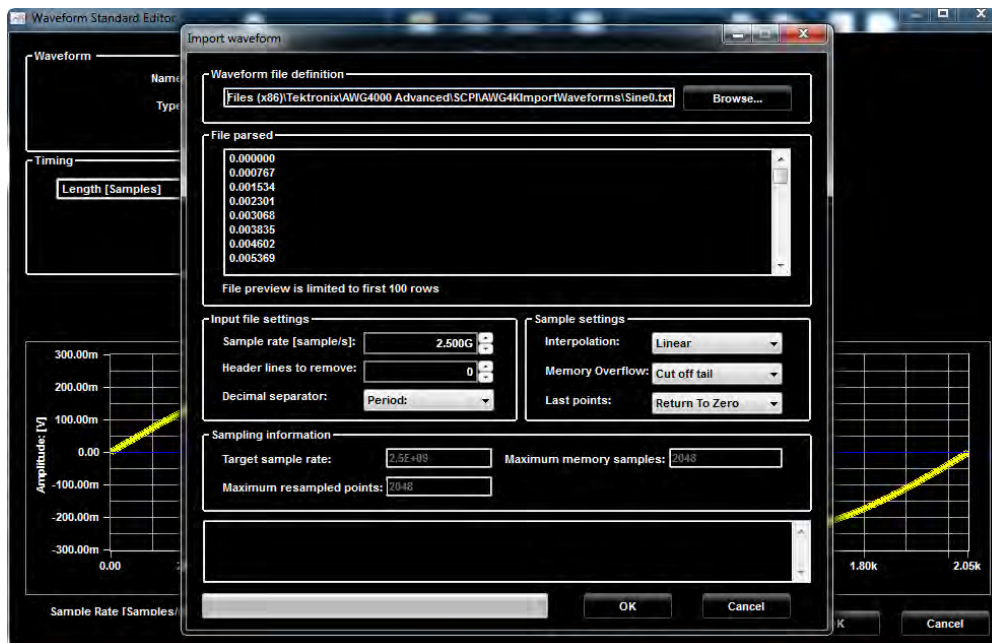 Waveform Standard Editor
Import waveform
Waveform
Name
Type
Timing
Length [Samples]
Waveform file definition
Files (x86)\Tektronix\AWG4000 Advanced\SCPI\AWG4KImportWaveforms\Sine0.txt
Browse...
File parsed
0.000000
0.000767
0.001534
0.002301
0.003068
0.003835
0.004602
0.005369
File preview is limited to first 100 rows
Input file settings
Sample rate [sample/s]: 2.500G
Header lines to remove: 0
Decimal separator: Period:
Sample settings
Interpolation: Linear
Memory Overflow: Cut off tail
Last points: Return To Zero
Sampling information
Target sample rate: 2,5E+09
Maximum memory samples: 2048
Maximum resampled points: 2048
OK
Cancel
Amplitude: [V]
300.00m
200.00m
100.00m
0.00
-100.00m
-200.00m
-300.00m
0.00
1.80k
2.05k
Sample Rate [Samples/
K
Cancel